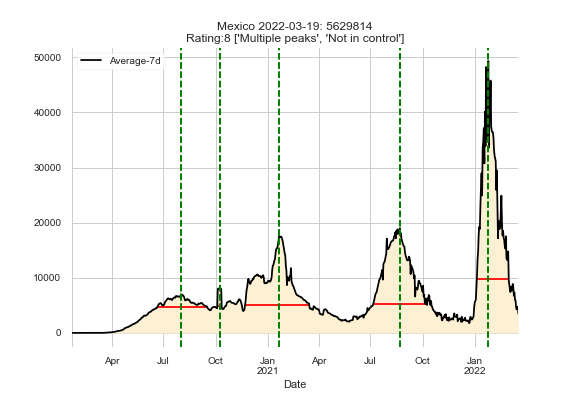 Mexico 2022-03-19: 5629814
Rating:8 ['Multiple peaks', 'Not in control']
Average-7d
50000
40000
30000
20000
10000
0
Apr Jul Oct Jan Apr Jul Oct Jan
2021 2022
Date